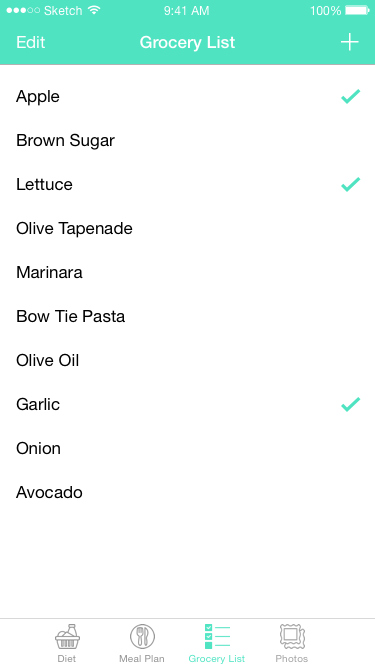 Sketch 9:41 AM 100%
Edit Grocery List
Apple
Brown Sugar
Lettuce
Olive Tapenade
Marinara
Bow Tie Pasta
Olive Oil
Garlic
Onion
Avocado
Diet Meal Plan Grocery List Photos